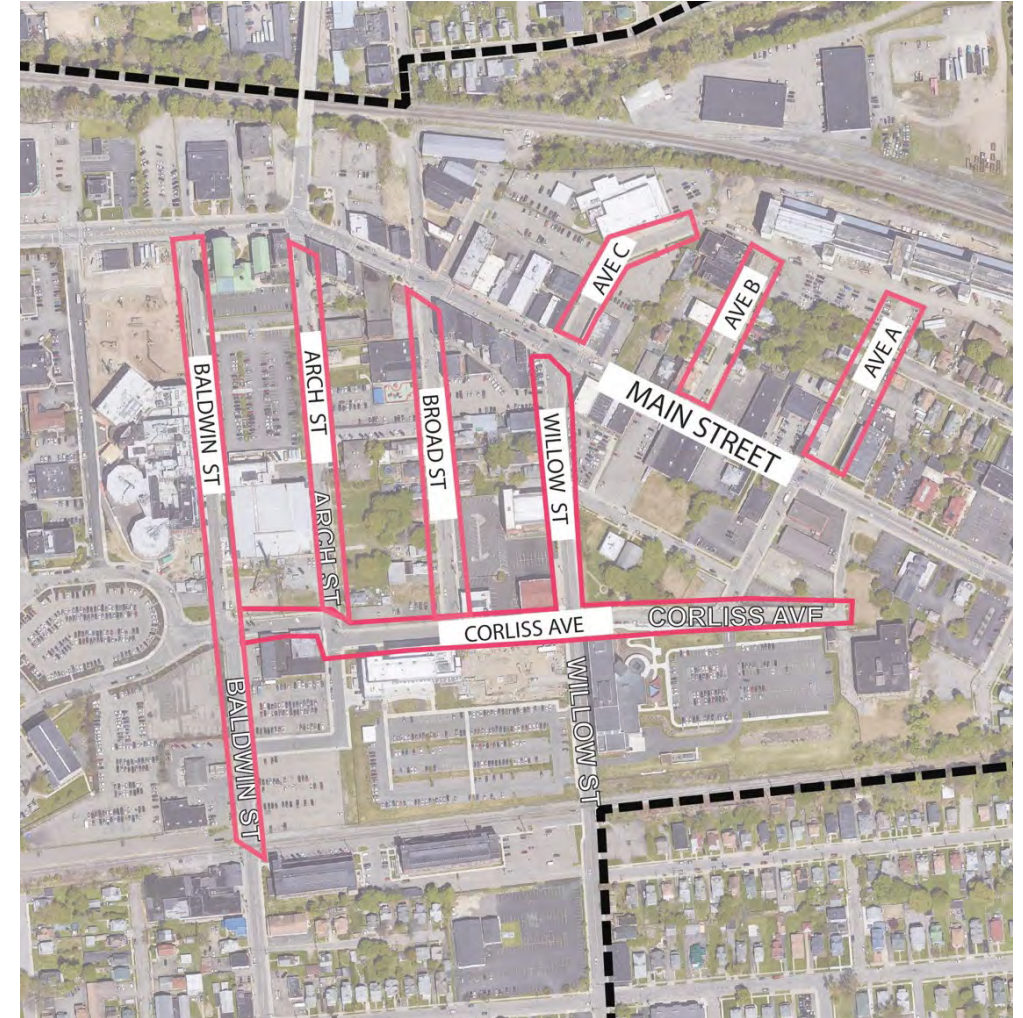 AVE C
AVE B
AVE A
BALDWIN ST
ARCH ST
BROAD ST
WILLOW ST
MAIN STREET
ARCH ST
CORLISS AVE
CORLISS AVE
BALDWIN ST
WILLOW ST